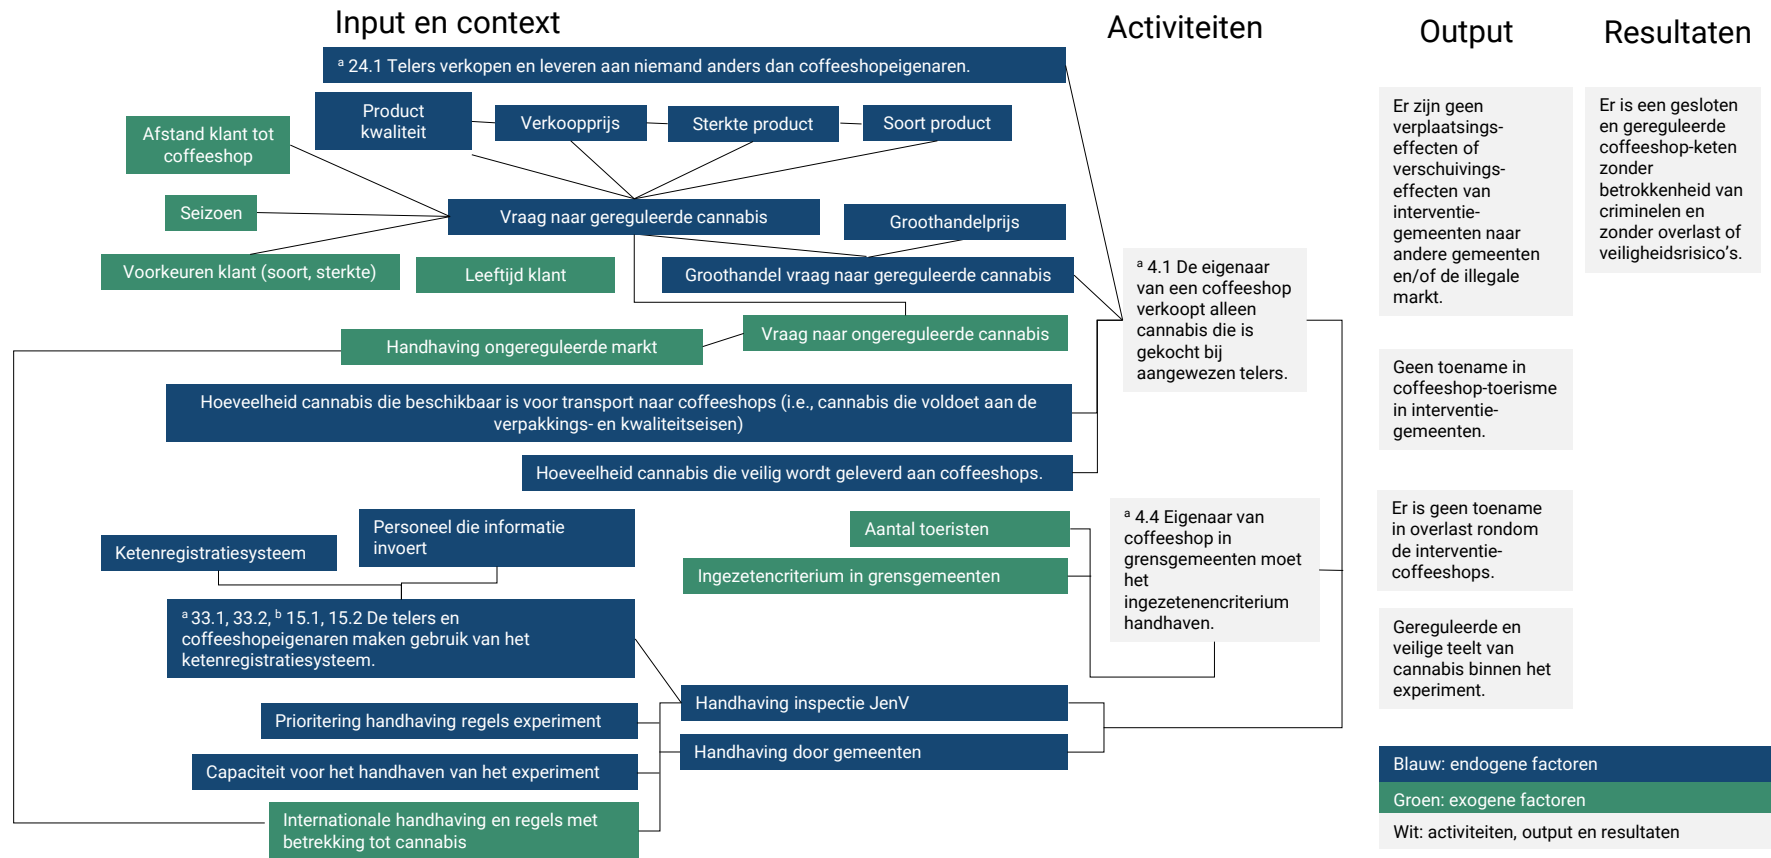 Input en context
Activiteiten
Output
Resultaten
ᵃ 24.1 Telers verkopen en leveren aan niemand anders dan coffeeshopeigenaren.
Product
kwaliteit
Verkoopprijs
Sterkte product
Soort product
Afstand klant tot
coffeeshop
Seizoen
Vraag naar gereguleerde cannabis
Groothandelprijs
Voorkeuren klant (soort, sterkte)
Leeftijd klant
Groothandel vraag naar gereguleerde cannabis
Vraag naar ongereguleerde cannabis
Handhaving ongereguleerde markt
Hoeveelheid cannabis die beschikbaar is voor transport naar coffeeshops (i.e., cannabis die voldoet aan de
verpakkings- en kwaliteitseisen)
Hoeveelheid cannabis die veilig wordt geleverd aan coffeeshops.
Ketenregistratiesysteem
Personeel die informatie
invoert
Aantal toeristen
Ingezetencriterium in grensgemeenten
ᵃ 33.1, 33.2, ᵇ 15.1, 15.2 De telers en
coffeeshopeigenaren maken gebruik van het
ketenregistratiesysteem.
Prioritering handhaving regels experiment
Handhaving inspectie JenV
Handhaving door gemeenten
Capaciteit voor het handhaven van het experiment
Internationale handhaving en regels met
betrekking tot cannabis
ᵃ 4.1 De eigenaar
van een coffeeshop
verkoopt alleen
cannabis die is
gekocht bij
aangewezen telers.
ᵃ 4.4 Eigenaar van
coffeeshop in
grensgemeenten moet
het
ingezetenencriterium
handhaven.
Er zijn geen
verplaatsings-
effecten of
verschuivings-
effecten van
interventie-
gemeenten naar
andere gemeenten
en/of de illegale
markt.
Geen toename in
coffeeshop-toerisme
in interventie-
gemeenten.
Er is geen toename
in overlast rondom
de interventie-
coffeeshops.
Gereguleerde en
veilige teelt van
cannabis binnen het
experiment.
Er is een gesloten
en gereguleerde
coffeeshop-keten
zonder
betrokkenheid van
criminelen en
zonder overlast of
veiligheidsrisico's.
Blauw: endogene factoren
Groen: exogene factoren
Wit: activiteiten, output en resultaten